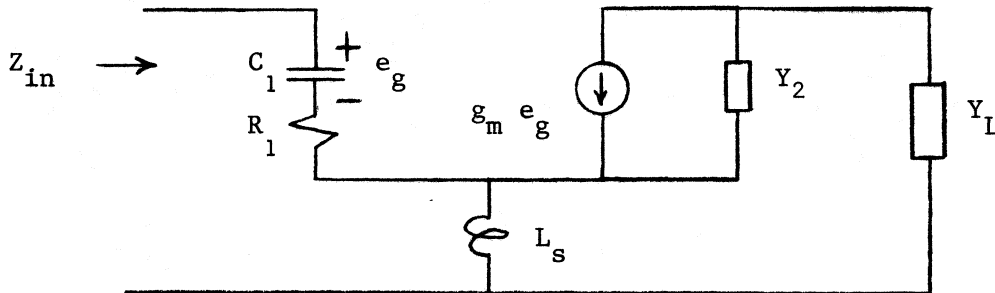 Z_in
C_1
+
e_g
-
R_1
g_m e_g
Y_2
Y_L
L_s